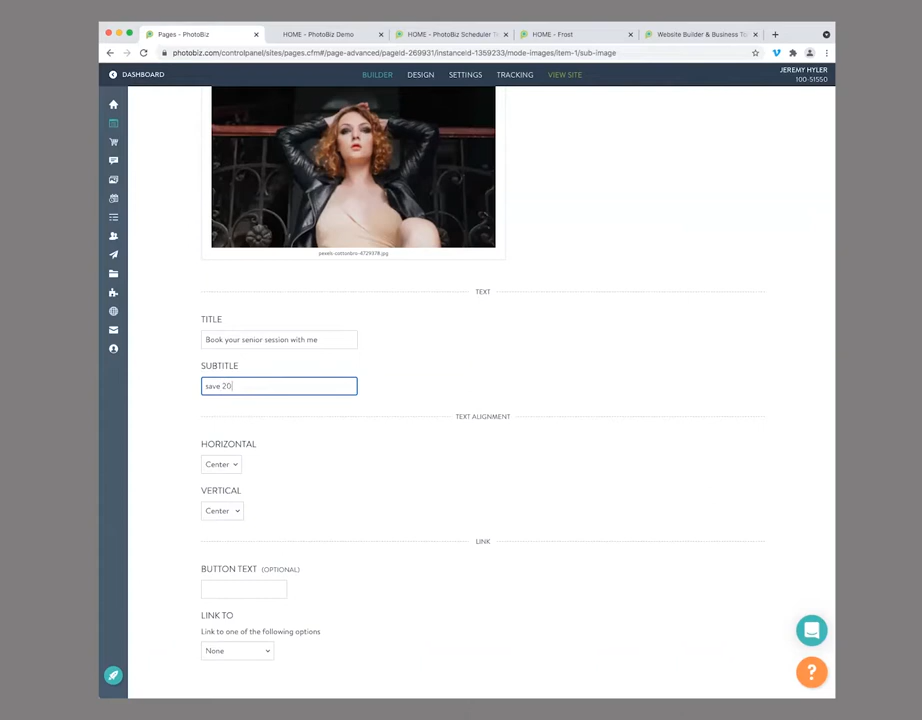 Pages - PhotoBiz
HOME - PhotoBiz Demo
HOME - PhotoBiz Scheduler T
HOME - Frost
Website Builder & Business To
photobiz.com/controlpanel/sites/pages.cfm#/page-advanced/pageId-269931/instanceId-1359233/mode-images/item-1/sub-image
DASHBOARD
BUILDER
DESIGN
SETTINGS
TRACKING
VIEW SITE
JEREMY HYLER
100-51550
pexels-cottonbro-4729378.jpg
TEXT
TITLE
Book your senior session with me
SUBTITLE
save 20
TEXT ALIGNMENT
HORIZONTAL
Center
VERTICAL
Center
LINK
BUTTON TEXT (OPTIONAL)
LINK TO
Link to one of the following options
None
?